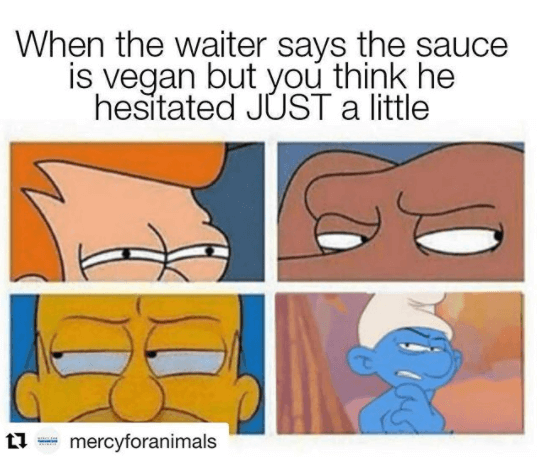 When the waiter says the sauce
is vegan but you think he
hesitated JUST a little
mercyforanimals